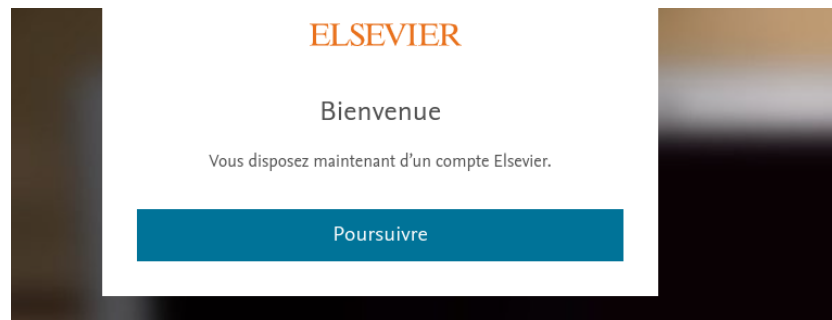 ELSEVIER
Bienvenue
Vous disposez maintenant d’un compte Elsevier.
Poursuivre